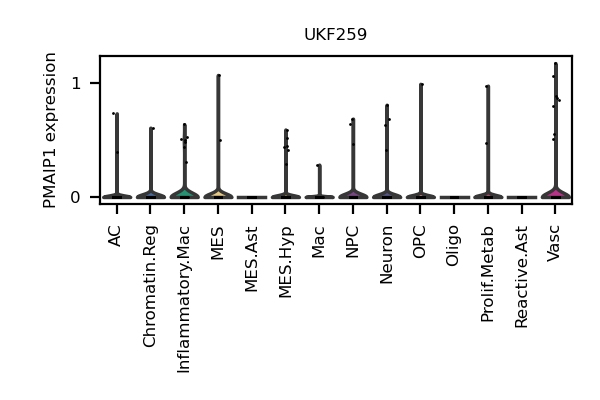 UKF259
PMAIP1 expression
1
0
AC
Chromatin.Reg
Inflammatory.Mac
MES
MES.Ast
MES.Hyp
Mac
NPC
Neuron
OPC
Oligo
Prolif.Metab
Reactive.Ast
Vasc